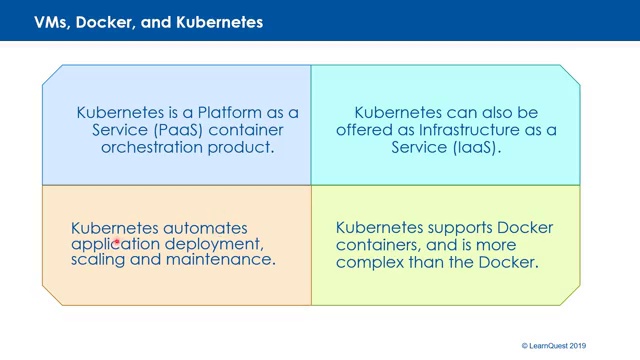 VMs, Docker, and Kubernetes
Kubernetes is a Platform as a
Service (PaaS) container
orchestration product.
Kubernetes can also be
offered as Infrastructure as a
Service (IaaS).
Kubernetes automates
application deployment,
scaling and maintenance.
Kubernetes supports Docker
containers, and is more
complex than the Docker.
© LearnQuest 2019